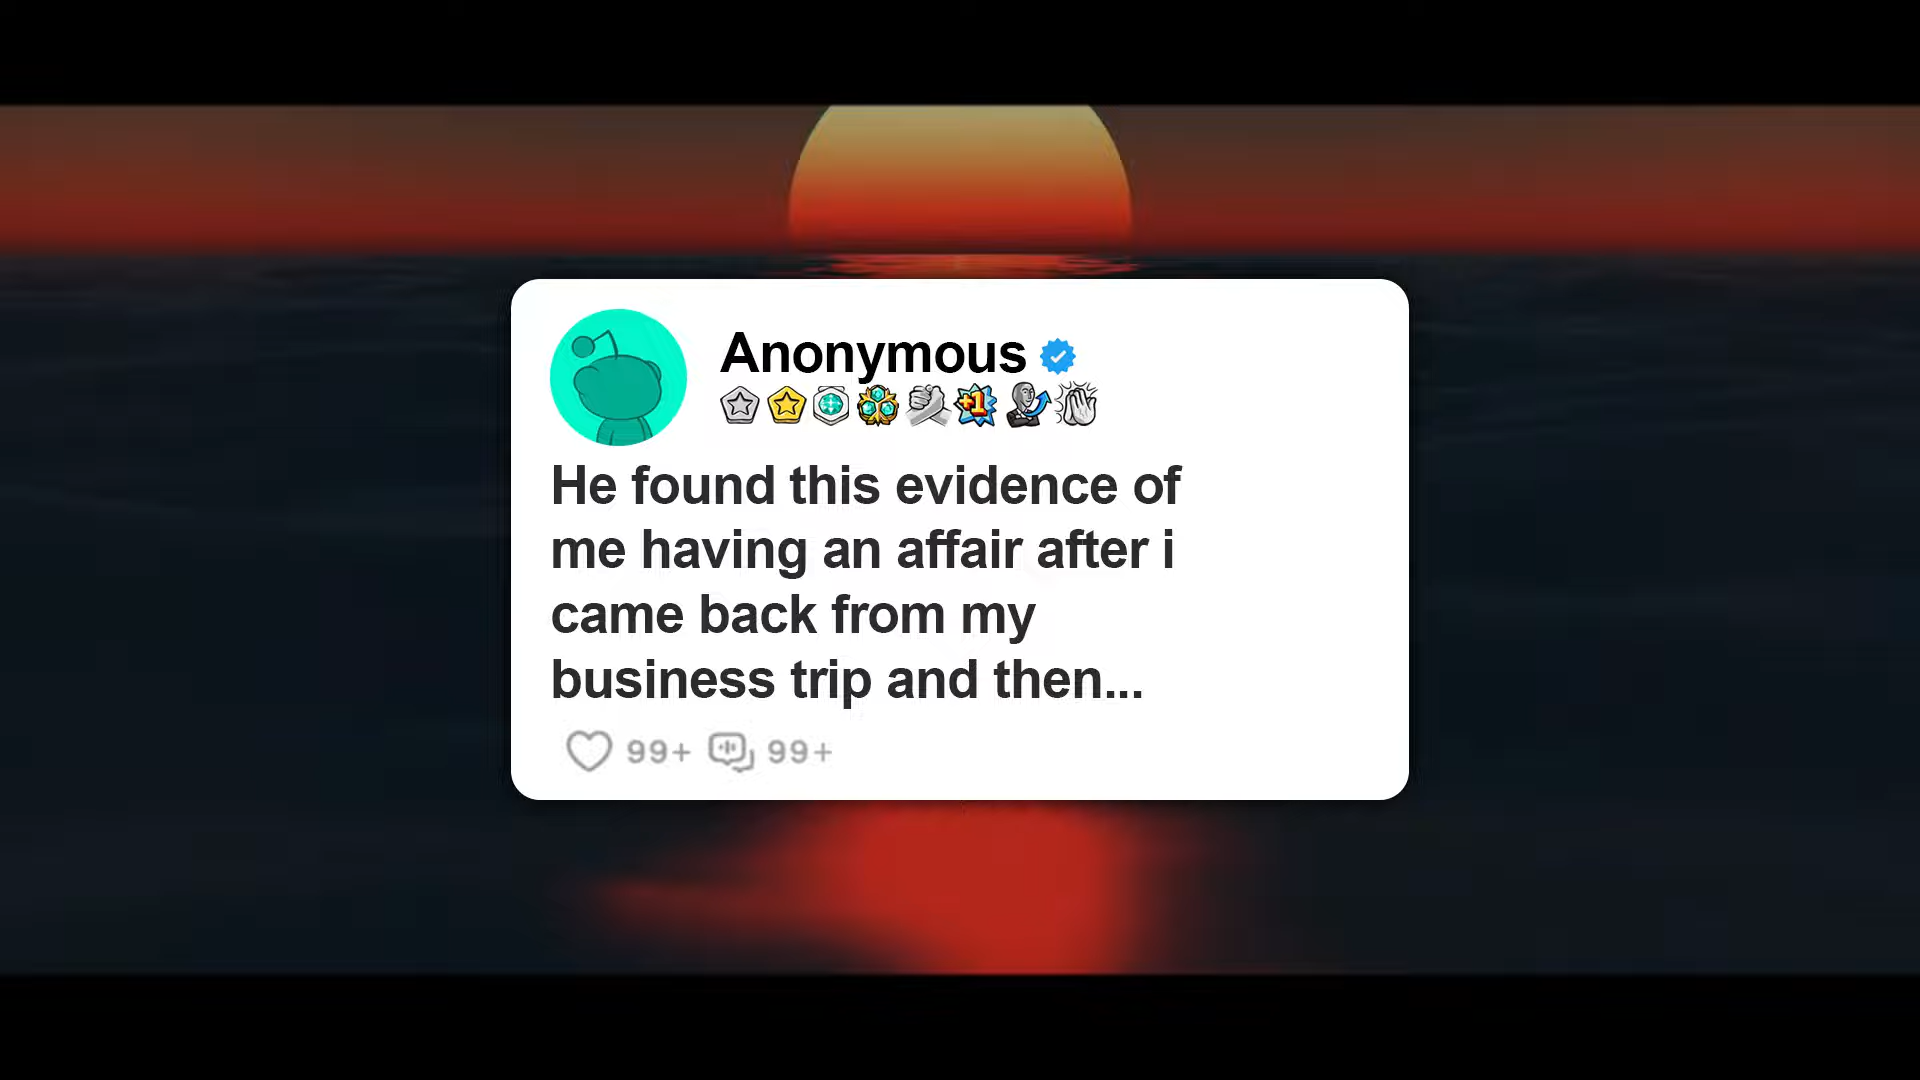 Anonymous
+1
He found this evidence of
me having an affair after i
came back from my
business trip and then...
99+ 99+